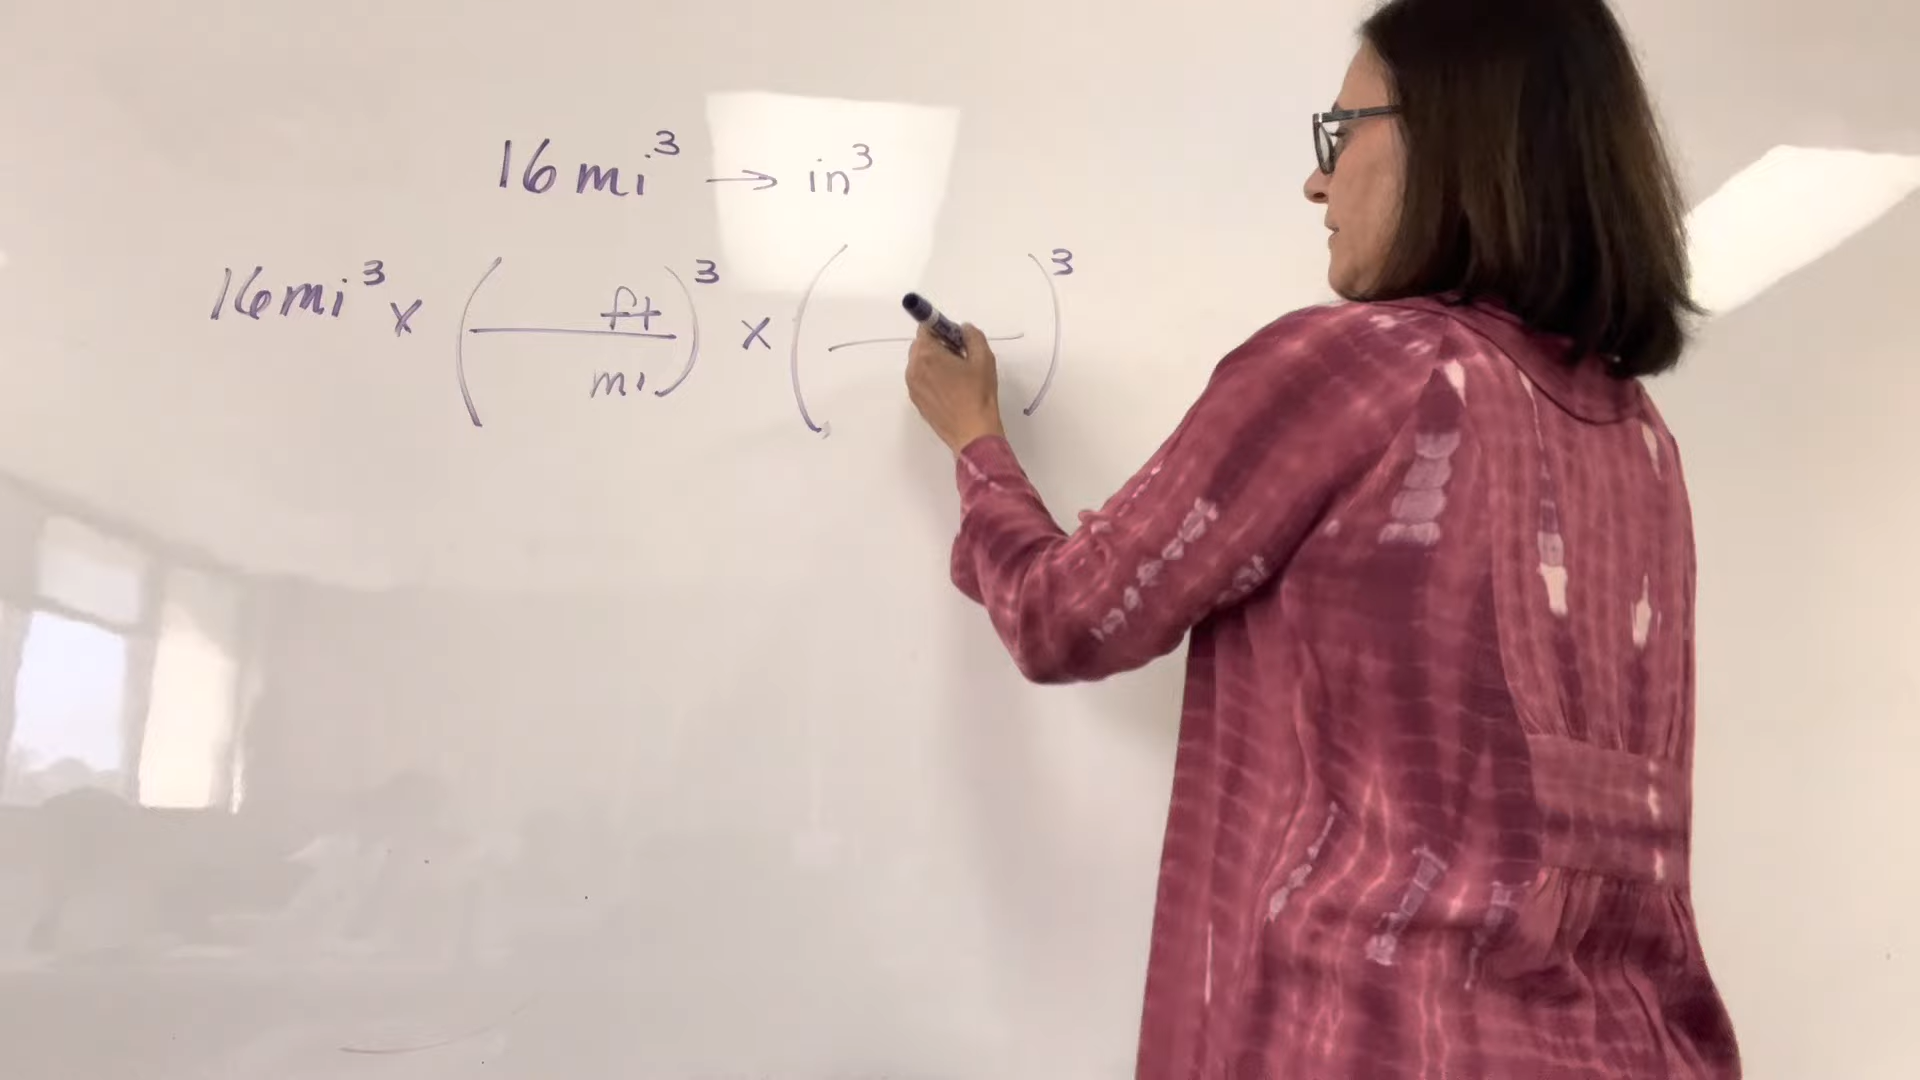 16 mi³ → in³
16 mi³ x (ft/mi)³ x ( / )³